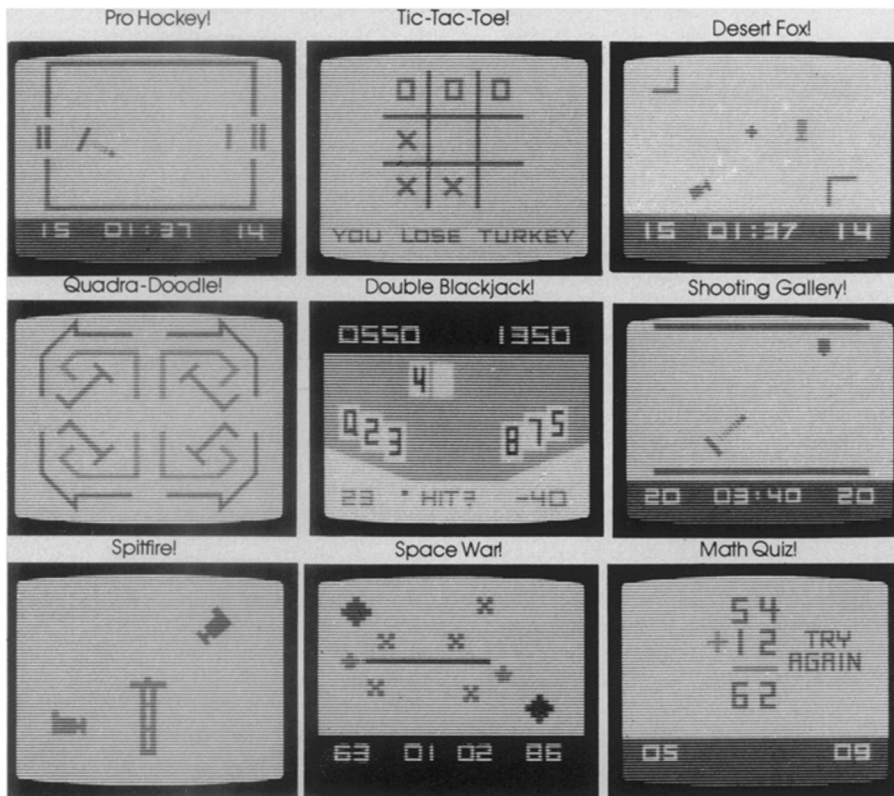 Pro Hockey!
Tic-Tac-Toe!
Desert Fox!
15 01:37 14
O O O
X
X X
YOU LOSE TURKEY
15 01:37 14
Quadra-Doodle!
Double Blackjack!
Shooting Gallery!
0550 1350
4
Q 2 3
8 7 5
23 HIT? -40
20 03:40 20
Spitfire!
Space War!
Math Quiz!
63 01 02 86
54
+12
62
TRY
AGAIN
05 09